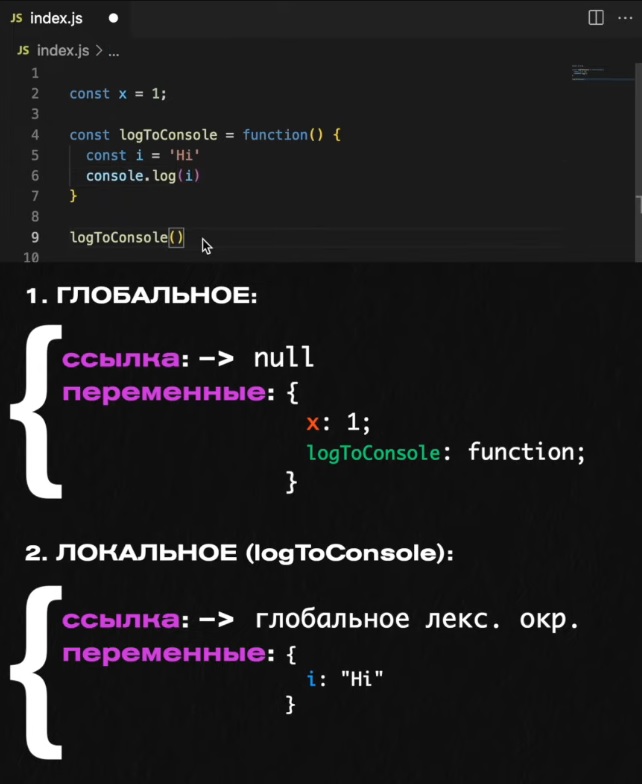 JS index.js
JS index.js > ...
1
2 const x = 1;
3
4 const logToConsole = function() {
5 const i = 'Hi'
6 console.log(i)
7 }
8
9 logToConsole()
10
1. ГЛОБАЛЬНОЕ:
{
ссылка: –> null
переменные: {
x: 1;
logToConsole: function;
}
2. ЛОКАЛЬНОЕ (logToConsole):
{
ссылка: –> глобальное лекс. окр.
переменные: {
i: "Hi"
}